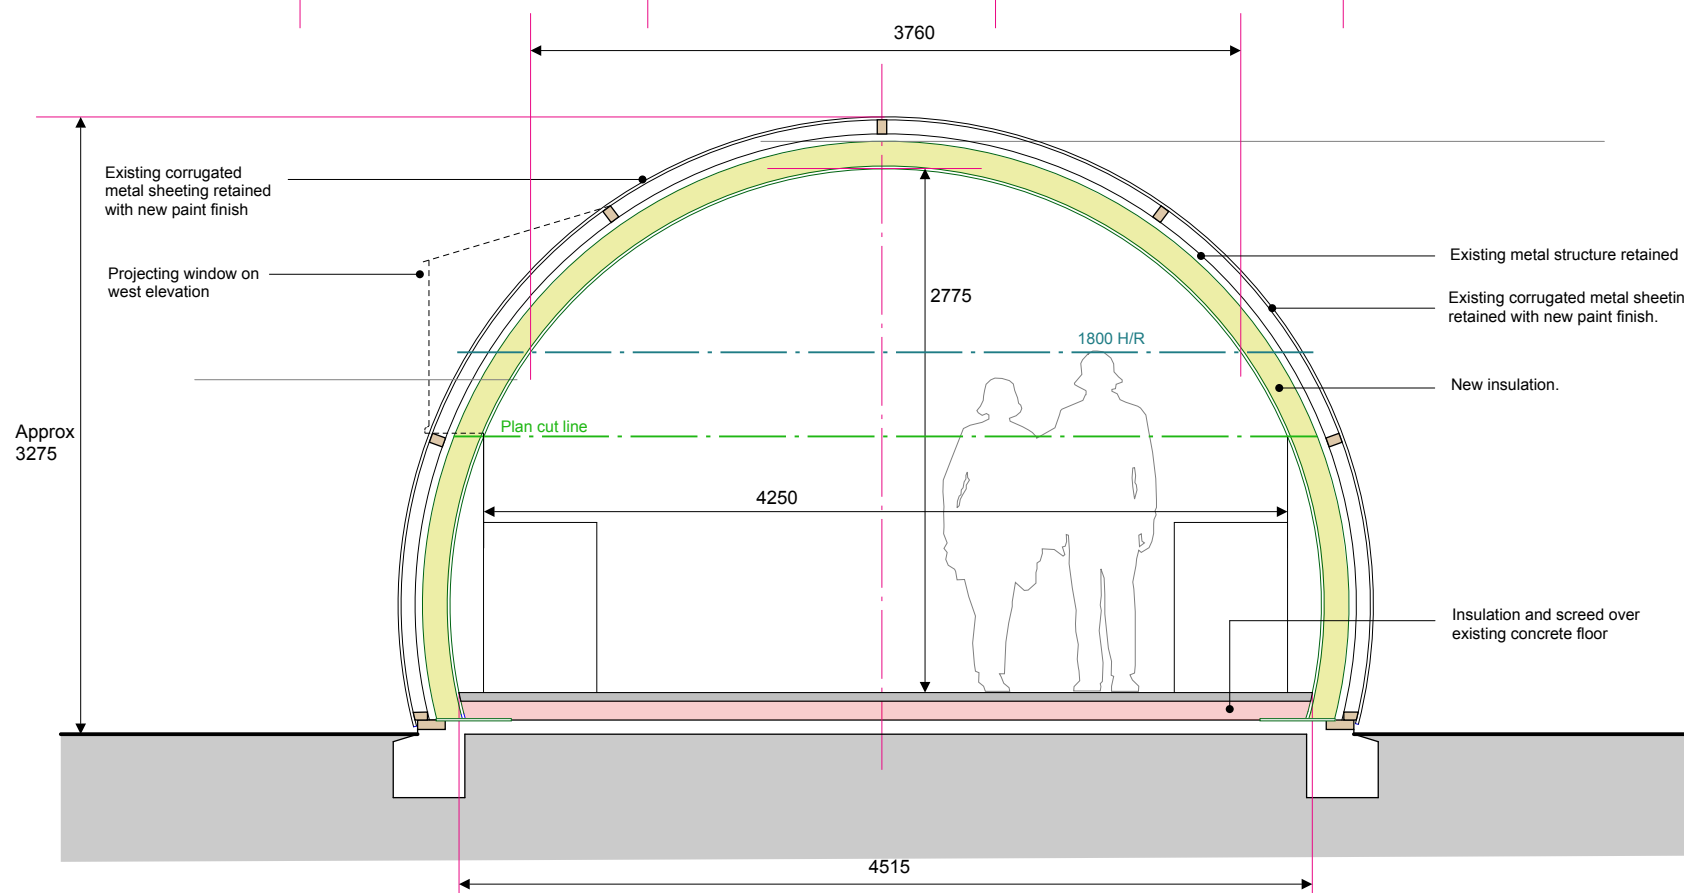 3760
Existing corrugated
metal sheeting retained
with new paint finish
Projecting window on
west elevation
Existing metal structure retained
2775
Existing corrugated metal sheetin
retained with new paint finish.
1800 H/R
New insulation.
Plan cut line
Approx
3275
4250
Insulation and screed over
existing concrete floor
4515